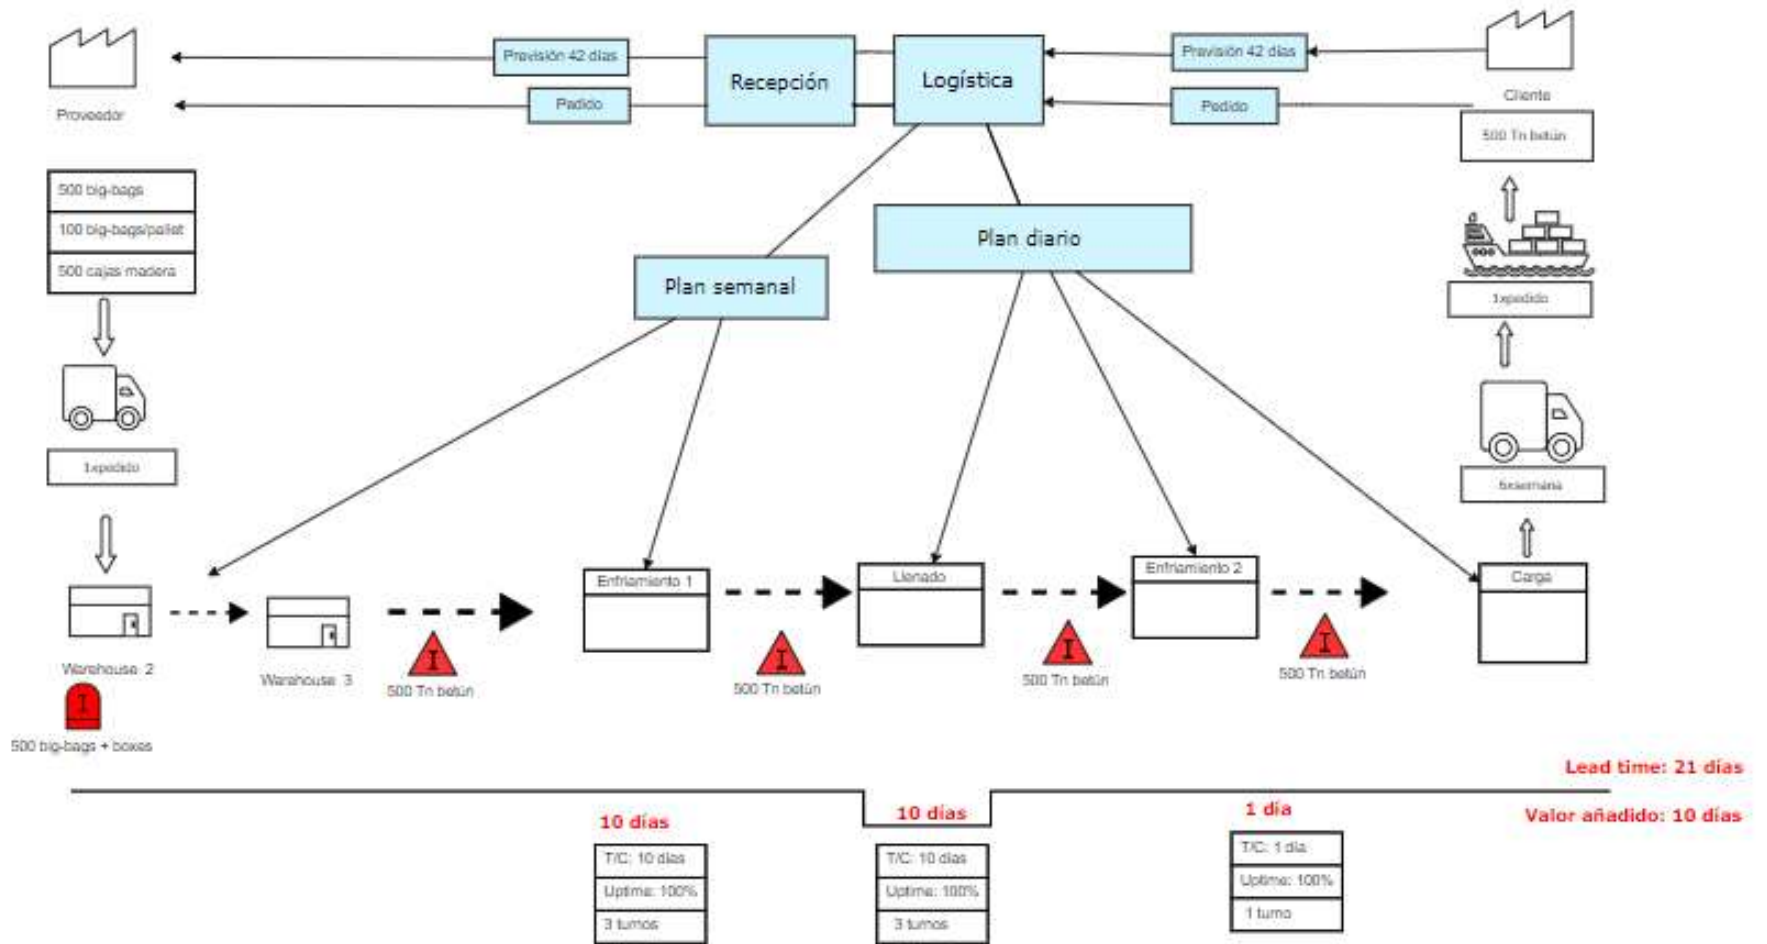 Previsión 42 días
Recepción
Logística
Previsión 42 días
Pedido
Pedido
Proveedor
Cliente
500 Tn betún
500 big-bags
100 big-bags/pallet
500 cajas madera
Plan diario
Plan semanal
1xpedido
1xpedido
6xsemana
Enfriamiento 1
Llenado
Enfriamiento 2
Carga
Warehouse 2
Warehouse 3
I
500 Tn betún
I
500 Tn betún
I
500 Tn betún
I
500 Tn betún
I
500 big-bags + boxes
Lead time: 21 días
Valor añadido: 10 días
10 días
10 días
1 día
T/C: 10 días
Uptime: 100%
3 turnos
T/C: 10 días
Uptime: 100%
3 turnos
T/C: 1 día
Uptime: 100%
1 turno